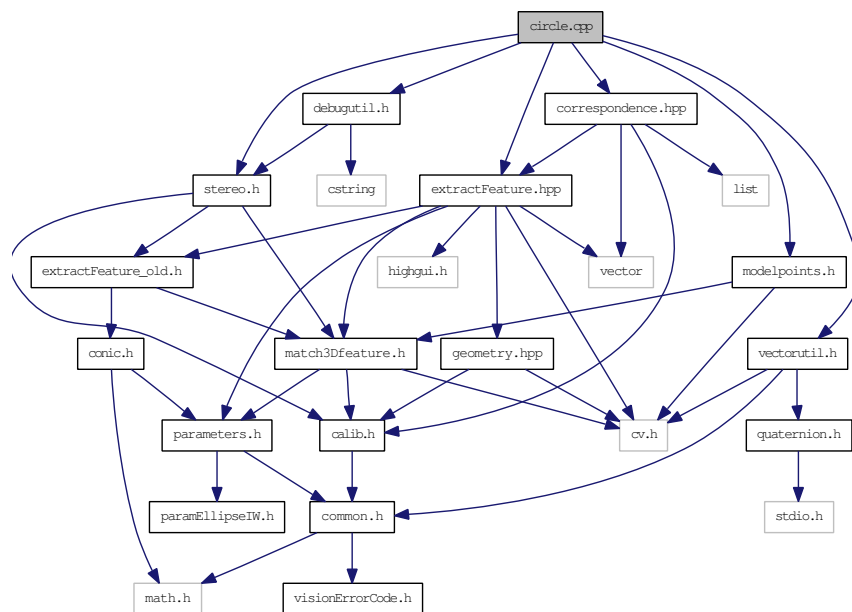 circle.cpp
debugutil.h
correspondence.hpp
stereo.h
cstring
extractFeature.hpp
list
extractFeature_old.h
highgui.h
vector
modelpoints.h
conic.h
match3Dfeature.h
geometry.hpp
vectorutil.h
parameters.h
calib.h
cv.h
quaternion.h
paramEllipseIW.h
common.h
stdio.h
math.h
visionErrorCode.h